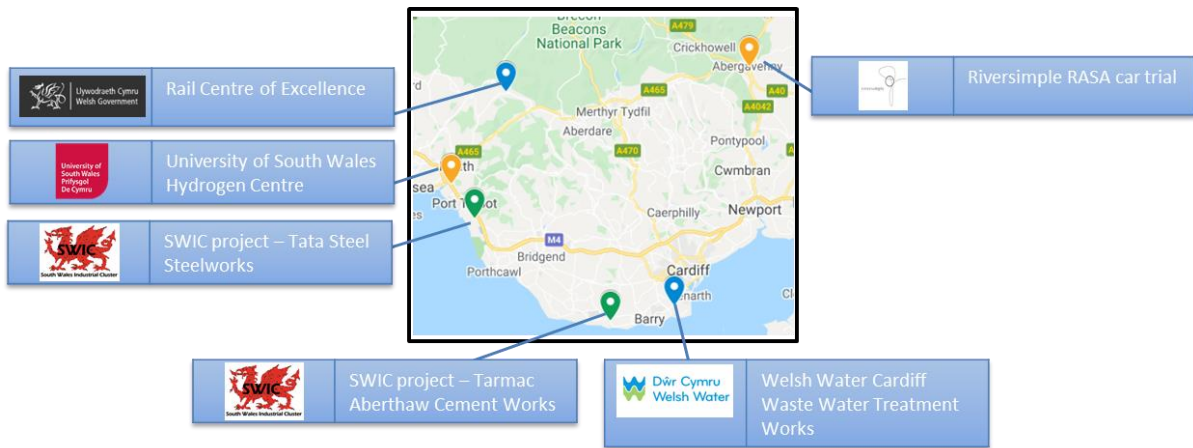 Llywodraeth Cymru
Welsh Government
Rail Centre of Excellence
University of
South Wales
Prifysgol
De Cymru
University of South Wales
Hydrogen Centre
SWIC
South Wales Industrial Cluster
SWIC project – Tata Steel
Steelworks
Brecon
Beacons
National Park
A479
Crickhowell
Abergavenny
A465
A40
A4042
Merthyr Tydfil
Aberdare
Pontypool
A465
A470
Cwmbran
Port Talbot
Caerphilly
Newport
M4
Bridgend
Porthcawl
Cardiff
Barry
Riversimple RASA car trial
SWIC
South Wales Industrial Cluster
SWIC project – Tarmac
Aberthaw Cement Works
Dŵr Cymru
Welsh Water
Welsh Water Cardiff
Waste Water Treatment
Works